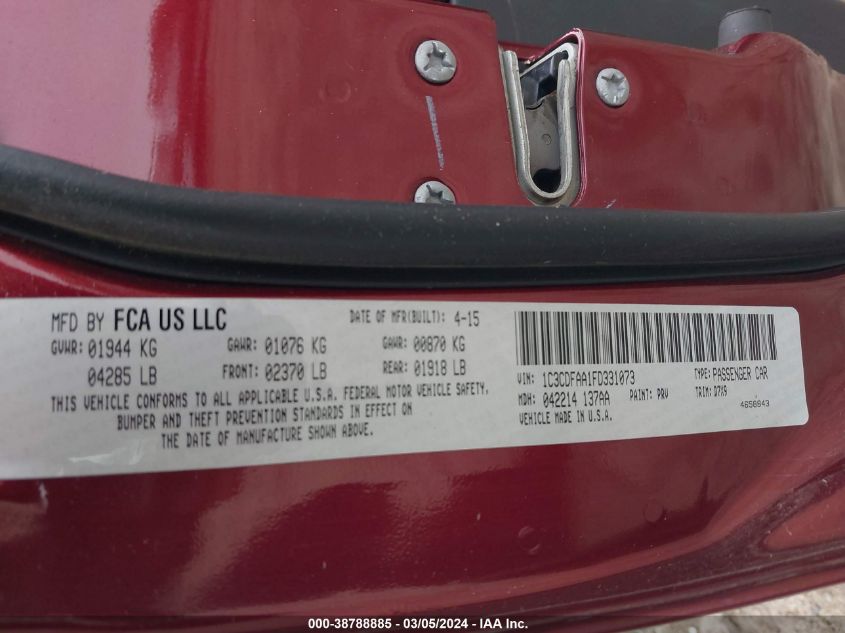 MFD BY FCA US LLC
DATE OF MFR(BUILT): 4-15
GVWR: 01944 KG GAWR: 01076 KG GAWR: 00870 KG
04285 LB FRONT: 02370 LB REAR: 01918 LB
THIS VEHICLE CONFORMS TO ALL APPLICABLE U.S.A. FEDERAL MOTOR VEHICLE SAFETY,
BUMPER AND THEFT PREVENTION STANDARDS IN EFFECT ON
THE DATE OF MANUFACTURE SHOWN ABOVE.
VIN: 1C3CDFAA1FD331073 TYPE: PASSENGER CAR
MDH: 042214 137AA PAINT: PRV TRIM: D7X9
VEHICLE MADE IN U.S.A. 4656843
000-38788885 - 03/05/2024 - IAA Inc.